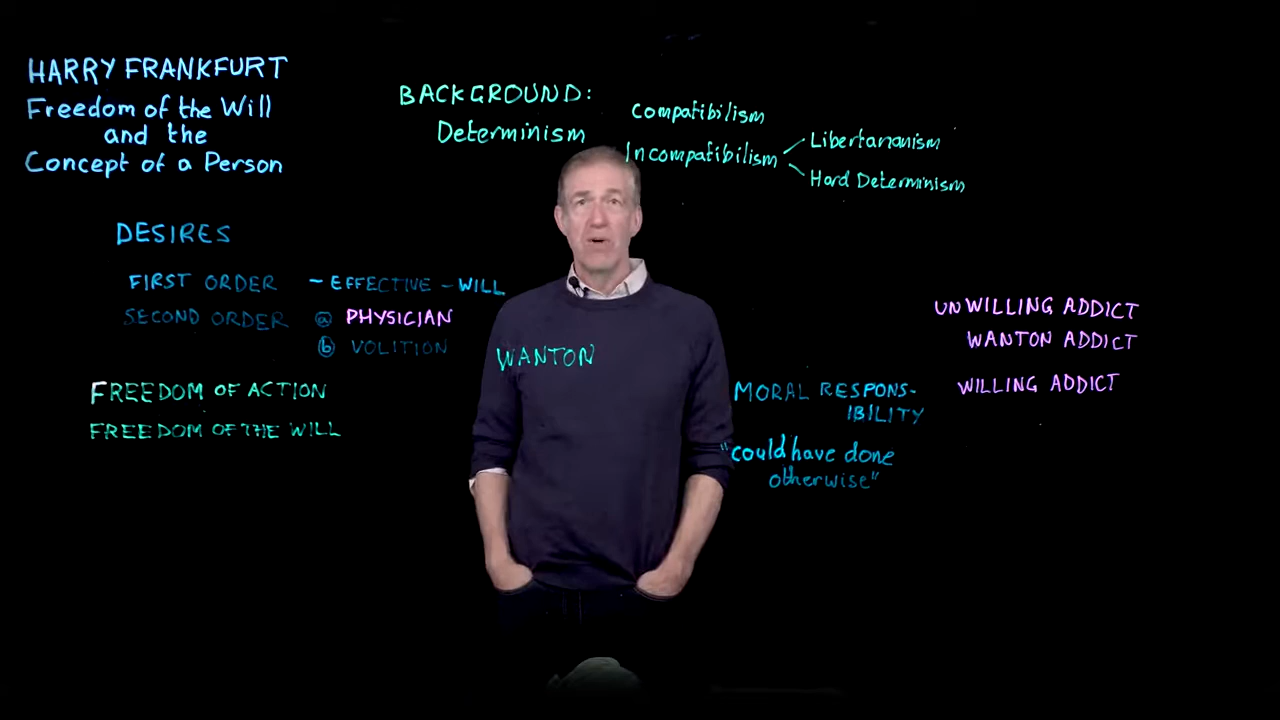 HARRY FRANKFURT
Freedom of the Will
and the
Concept of a Person
BACKGROUND:
Determinism
Compatibilism
Incompatibilism
Libertarianism
Hard Determinism
DESIRES
FIRST ORDER - EFFECTIVE - WILL
SECOND ORDER ⓐ PHYSICIAN
ⓑ VOLITION
WANTON
FREEDOM OF ACTION
FREEDOM OF THE WILL
MORAL RESPONS-
IBILITY
"could have done
otherwise"
UNWILLING ADDICT
WANTON ADDICT
WILLING ADDICT